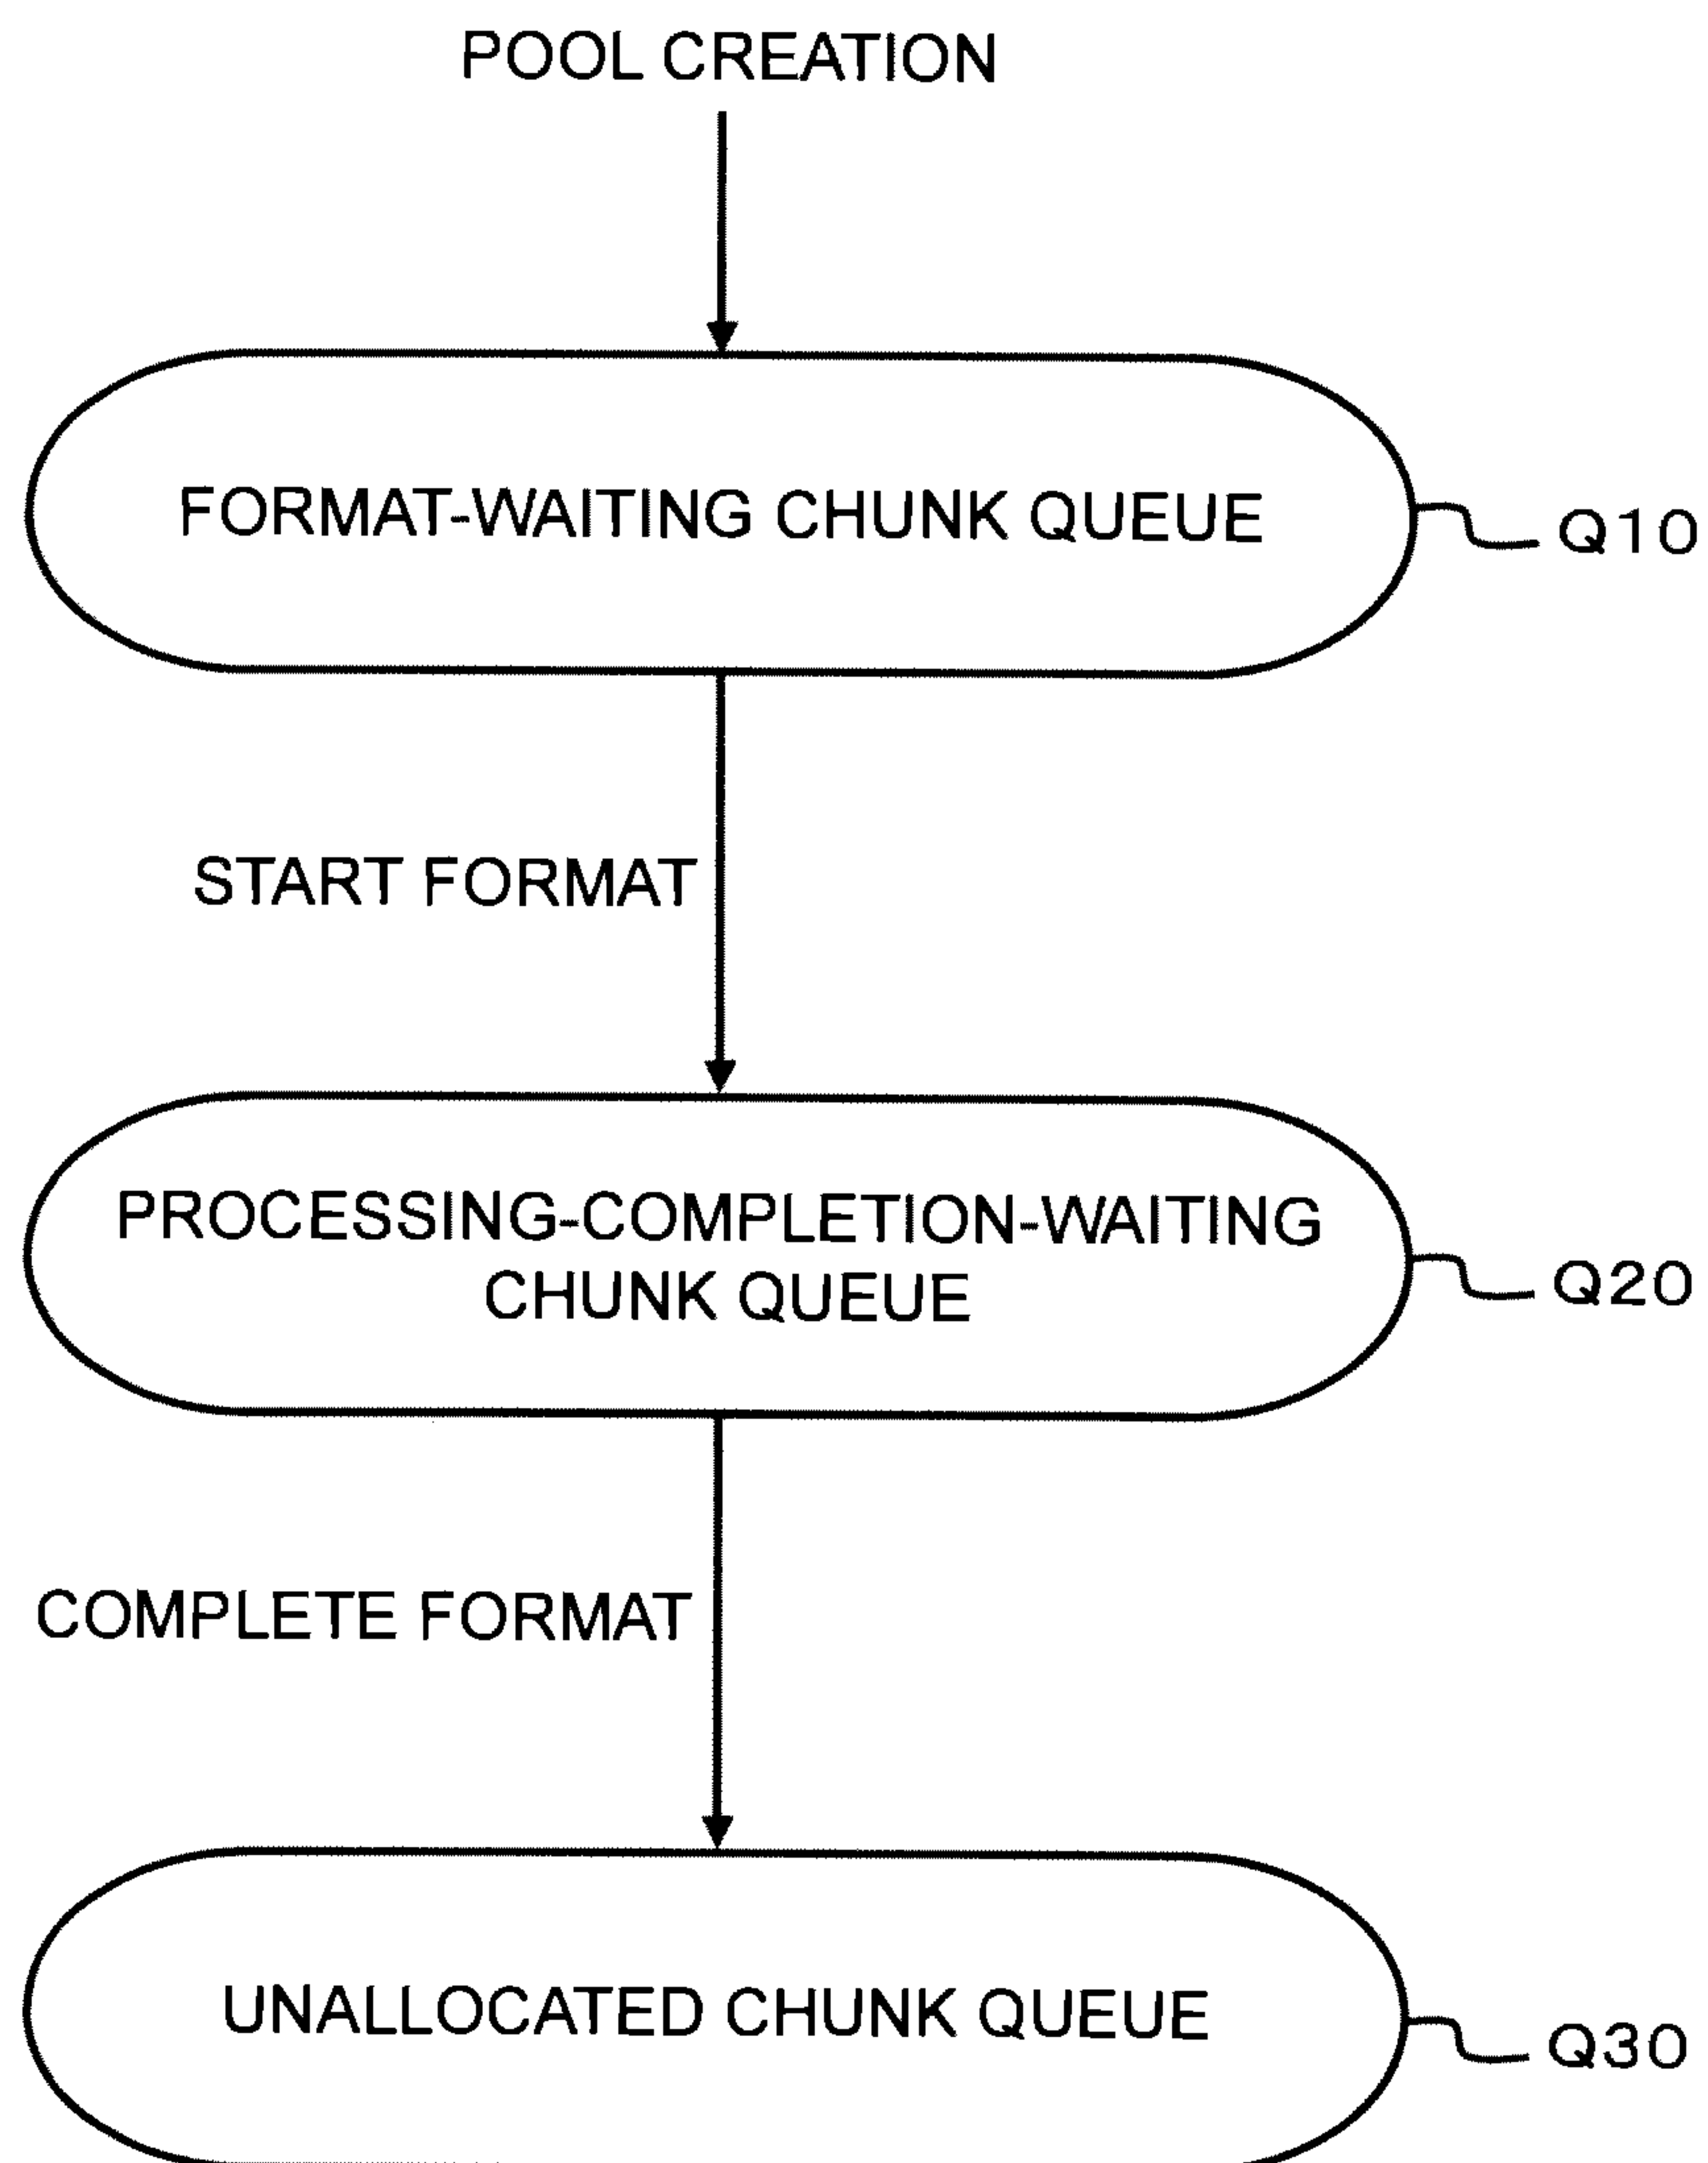 POOL CREATION
FORMAT-WAITING CHUNK QUEUE
Q10
START FORMAT
PROCESSING-COMPLETION-WAITING
CHUNK QUEUE
Q20
COMPLETE FORMAT
UNALLOCATED CHUNK QUEUE
Q30